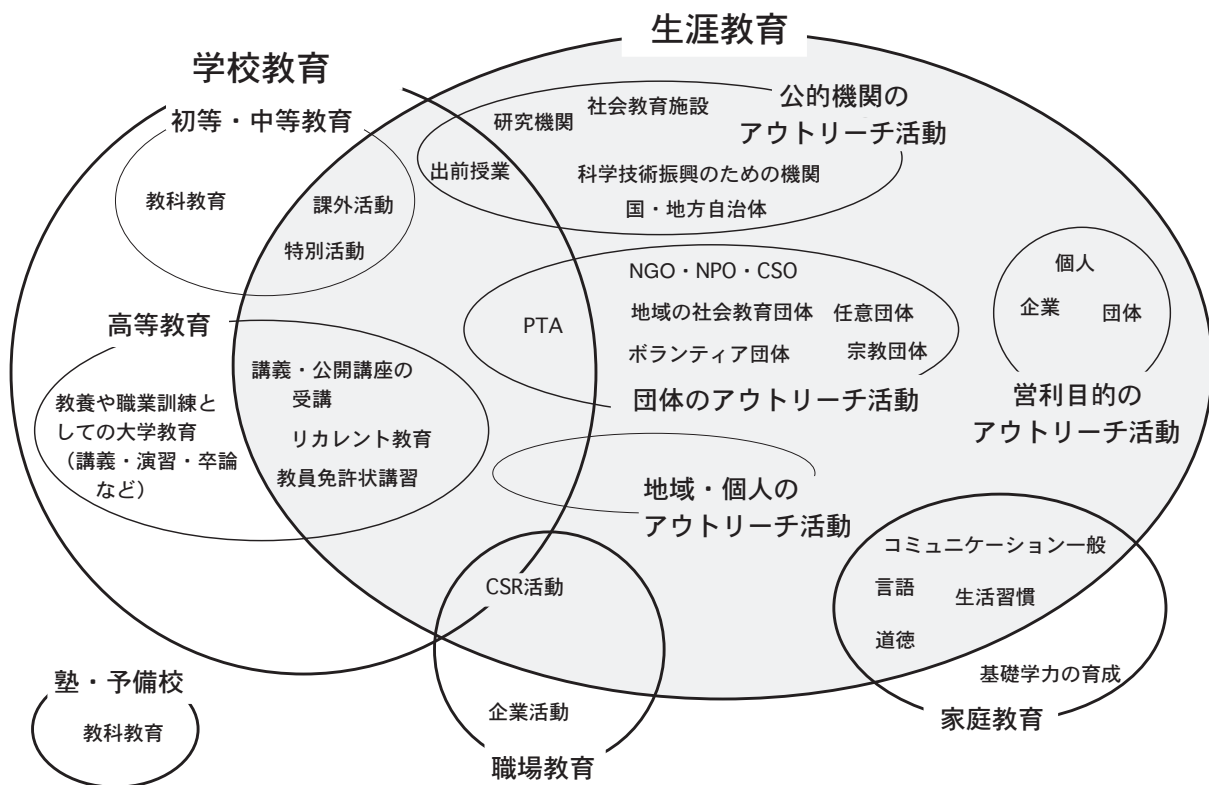 生涯教育
学校教育
初等・中等教育
教科教育
課外活動
特別活動
公的機関の
アウトリーチ活動
社会教育施設
研究機関
出前授業
科学技術振興のための機関
国・地方自治体
NGO・NPO・CSO
PTA
地域の社会教育団体
任意団体
ボランティア団体
宗教団体
団体のアウトリーチ活動
個人
企業
団体
営利目的の
アウトリーチ活動
高等教育
教養や職業訓練と
しての大学教育
（講義・演習・卒論
など）
講義・公開講座の
受講
リカレント教育
教員免許状講習
地域・個人の
アウトリーチ活動
CSR活動
企業活動
職場教育
コミュニケーション一般
言語
生活習慣
道徳
基礎学力の育成
家庭教育
塾・予備校
教科教育